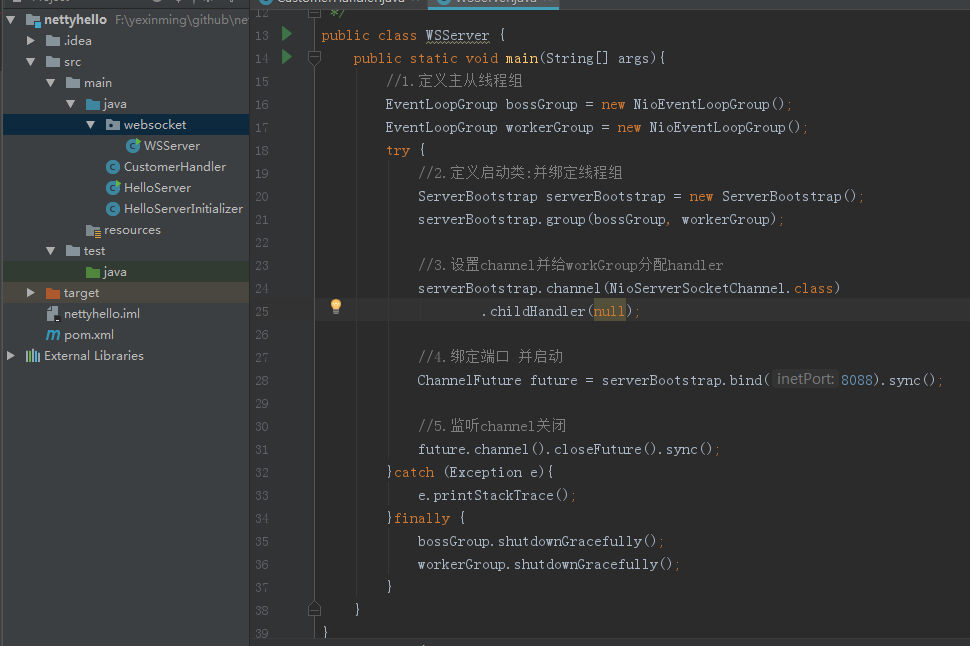 nettyhello F:\yexinming\github\ne
.idea
src
main
java
websocket
WSServer
CustomerHandler
HelloServer
HelloServerInitializer
resources
test
java
target
nettyhello.iml
pom.xml
External Libraries
12 */
13 public class WSServer {
14 public static void main(String[] args){
15 //1.定义主从线程组
16 EventLoopGroup bossGroup = new NioEventLoopGroup();
17 EventLoopGroup workerGroup = new NioEventLoopGroup();
18 try {
19 //2.定义启动类:并绑定线程组
20 ServerBootstrap serverBootstrap = new ServerBootstrap();
21 serverBootstrap.group(bossGroup, workerGroup);
22
23 //3.设置channel并给workGroup分配handler
24 serverBootstrap.channel(NioServerSocketChannel.class)
25 .childHandler(null);
26
27 //4.绑定端口 并启动
28 ChannelFuture future = serverBootstrap.bind( inetPort: 8088).sync();
29
30 //5.监听channel关闭
31 future.channel().closeFuture().sync();
32 }catch (Exception e){
33 e.printStackTrace();
34 }finally {
35 bossGroup.shutdownGracefully();
36 workerGroup.shutdownGracefully();
37 }
38 }
39 }